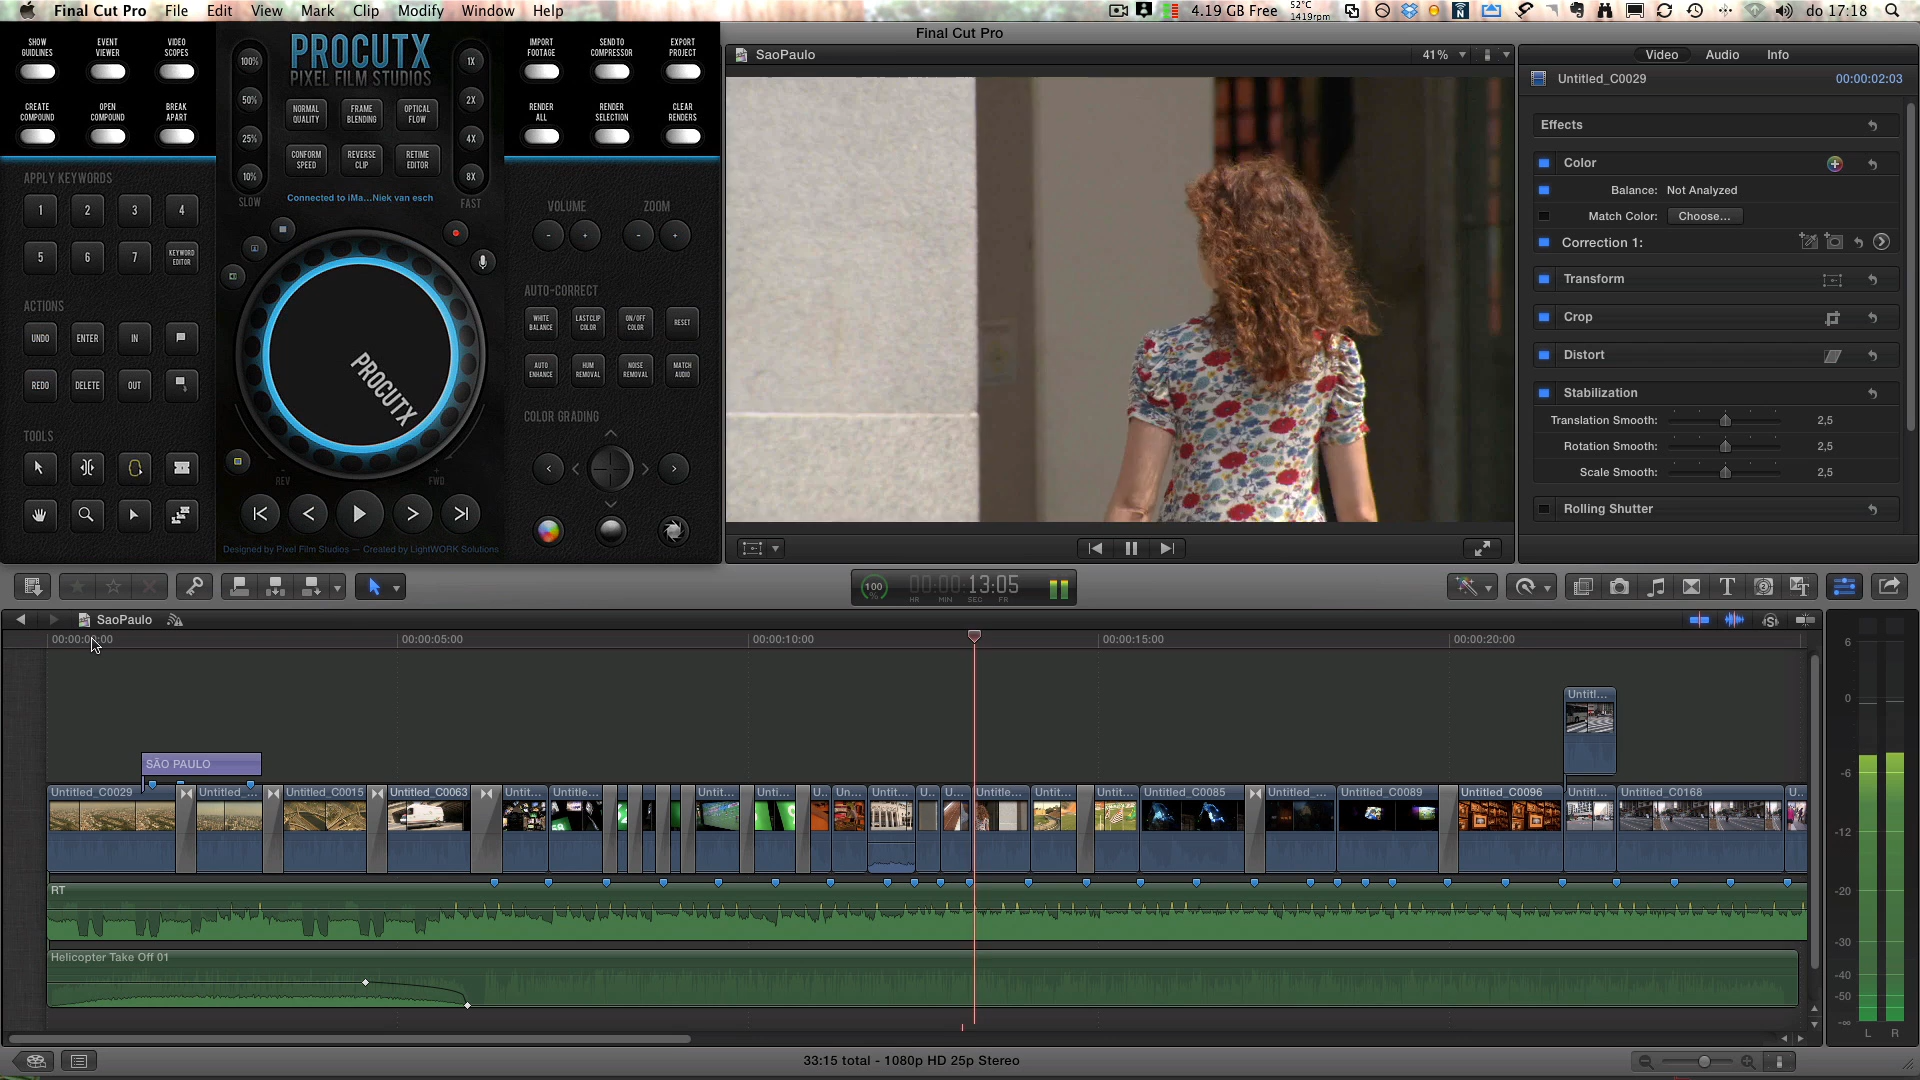 Final Cut Pro File Edit View Mark Clip Modify Window Help
4.19 GB Free 52°C 1419rpm do 17:18
Final Cut Pro
SHOW GUIDLINES EVENT VIEWER VIDEO SCOPES
CREATE COMPOUND OPEN COMPOUND BREAK APART
PROCUTX
PIXEL FILM STUDIOS
100% 50% 25% 10% SLOW
1X 2X 4X 8X FAST
NORMAL QUALITY FRAME BLENDING OPTICAL FLOW
CONFORM SPEED REVERSE CLIP RETIME EDITOR
Connected to iMa...Niek van esch
IMPORT FOOTAGE SEND TO COMPRESSOR EXPORT PROJECT
RENDER ALL RENDER SELECTION CLEAR RENDERS
APPLY KEYWORDS
1 2 3 4
5 6 7 KEYWORD EDITOR
ACTIONS
UNDO ENTER IN
REDO DELETE OUT
TOOLS
PROCUTX
REV FWD
Designed by Pixel Film Studios — Created by LightWORK Solutions
VOLUME ZOOM
- + - +
AUTO-CORRECT
WHITE BALANCE LAST CLIP COLOR ON/OFF COLOR RESET
AUTO ENHANCE HUM REMOVAL NOISE REMOVAL MATCH AUDIO
COLOR GRADING
SaoPaulo 41%
Video Audio Info
Untitled_C0029 00:00:02:03
Effects
Color
Balance: Not Analyzed
Match Color: Choose...
Correction 1:
Transform
Crop
Distort
Stabilization
Translation Smooth: 2,5
Rotation Smooth: 2,5
Scale Smooth: 2,5
Rolling Shutter
100 % 00:00:13:05
HR MIN SEC FR
SaoPaulo
00:00:05:00 00:00:10:00 00:00:15:00 00:00:20:00
Untitl...
SÃO PAULO
Untitled_C0029 Untitled_... Untitled_C0015 Untitled_C0063 Untit... Untitle... Untit... Unti... U... Un... Untit... U... U... Untitle... Untit... Untit... Untitled_C0085 Untitled_... Untitled_C0089 Untitled_C0096 Untitl... Untitled_C0168 U...
RT
Helicopter Take Off 01
6
0
-6
-12
-20
-30
-40
-50
-∞
L R
33:15 total - 1080p HD 25p Stereo